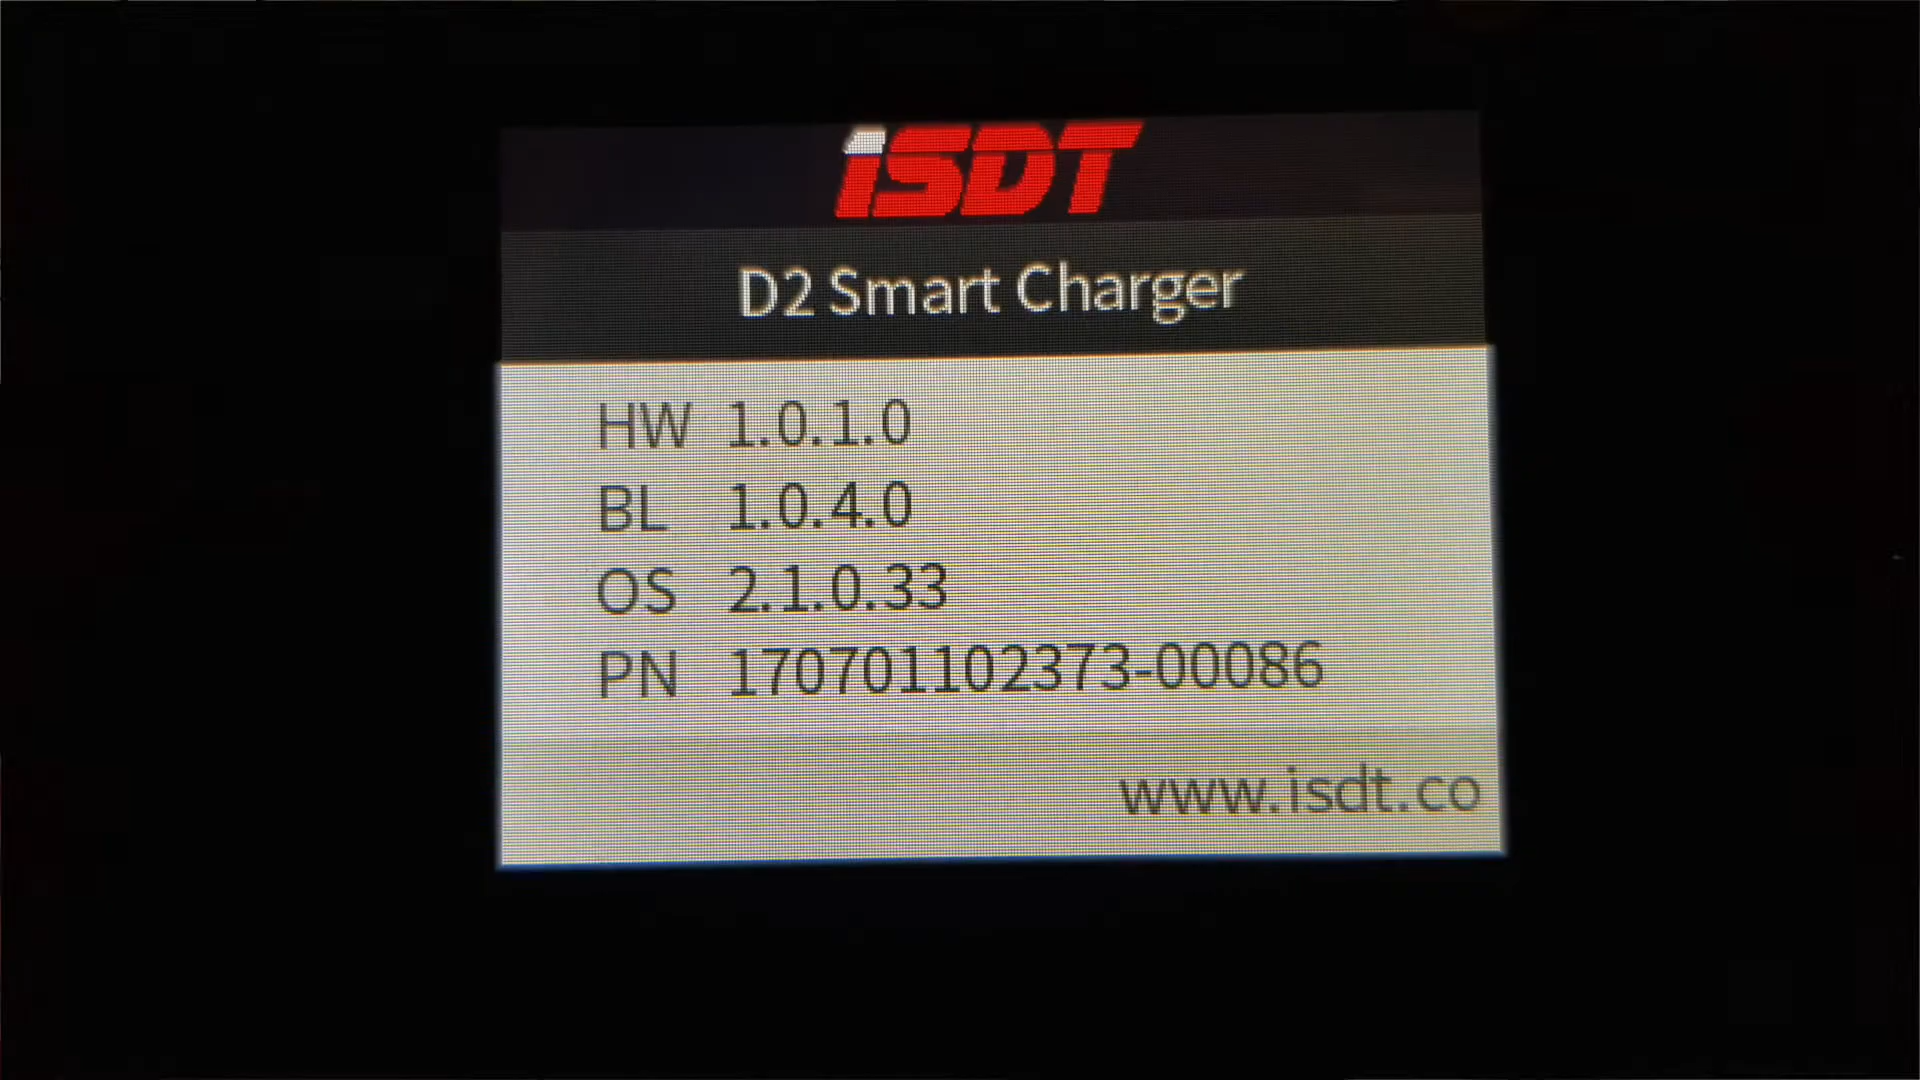 iSDT
D2 Smart Charger
HW 1.0.1.0
BL 1.0.4.0
OS 2.1.0.33
PN 170701102373-00086
www.isdt.co